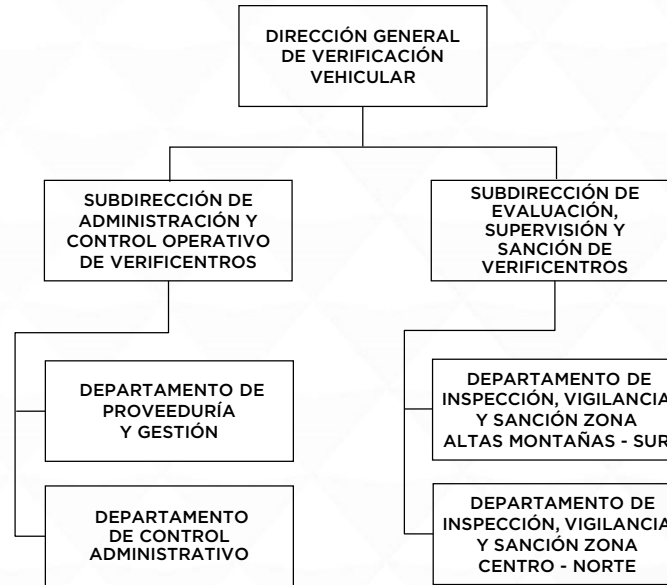 DIRECCIÓN GENERAL
DE VERIFICACIÓN
VEHICULAR
SUBDIRECCIÓN DE
ADMINISTRACIÓN Y
CONTROL OPERATIVO
DE VERIFICENTROS
SUBDIRECCIÓN DE
EVALUACIÓN,
SUPERVISIÓN Y
SANCIÓN DE
VERIFICENTROS
DEPARTAMENTO DE
PROVEEDURÍA
Y GESTIÓN
DEPARTAMENTO DE
INSPECCIÓN, VIGILANCIA
Y SANCIÓN ZONA
ALTAS MONTAÑAS - SUR
DEPARTAMENTO
DE CONTROL
ADMINISTRATIVO
DEPARTAMENTO DE
INSPECCIÓN, VIGILANCIA
Y SANCIÓN ZONA
CENTRO - NORTE